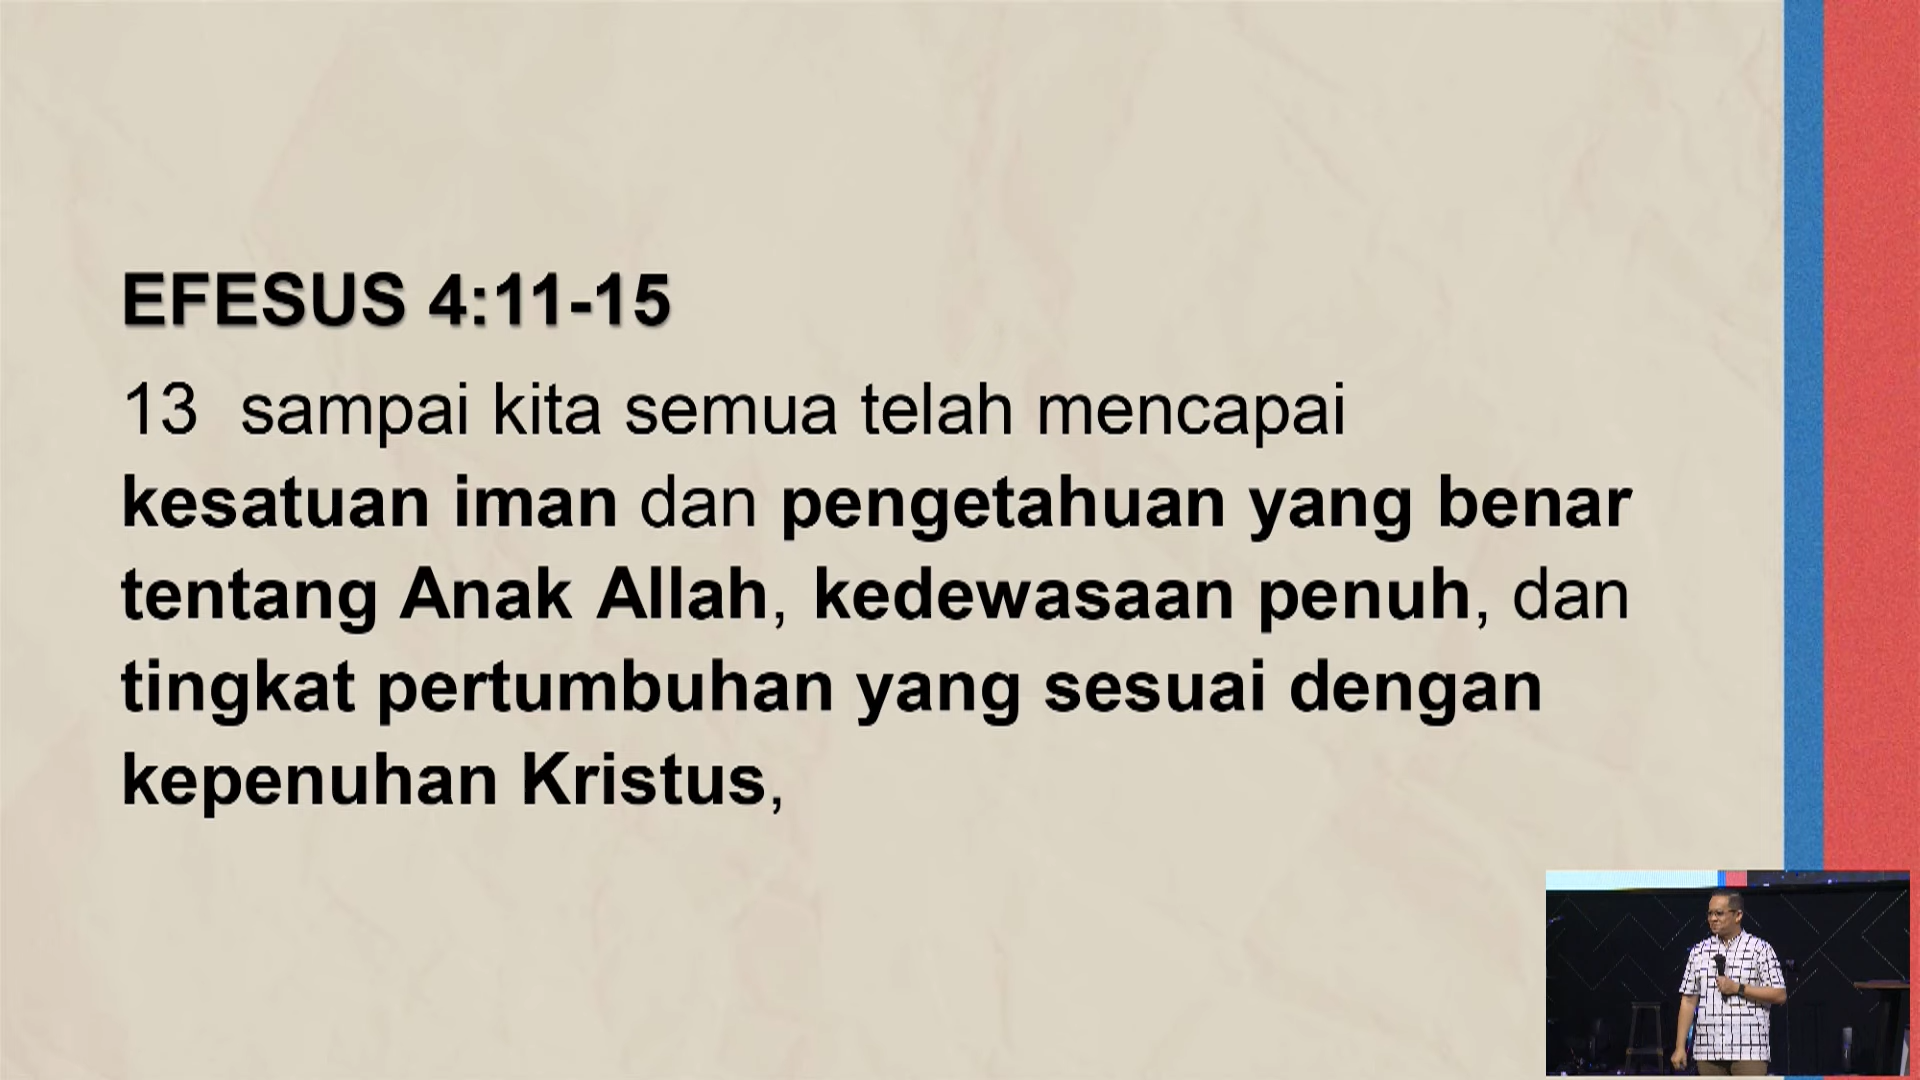 EFESUS 4:11-15
13 sampai kita semua telah mencapai
kesatuan iman dan pengetahuan yang benar
tentang Anak Allah, kedewasaan penuh, dan
tingkat pertumbuhan yang sesuai dengan
kepenuhan Kristus,